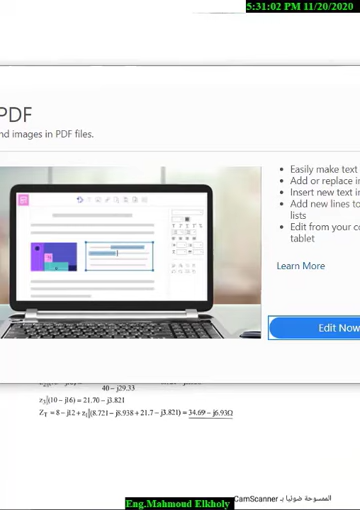 5:31:02 PM 11/20/2020
PDF
nd images in PDF files.
Easily make text
Add or replace i
Insert new text i
Add new lines to
lists
Edit from your co
tablet
Learn More
Edit Now
40 − j29.33
z₃||(10 − j16) = 21.70 − j3.821
Z_T = 8 − j12 + z₁||(8.721 − j8.938 + 21.7 − j3.821) = 34.69 − j6.93Ω
الممسوحة ضوئيا بـ CamScanner
Eng.Mahmoud Elkholy